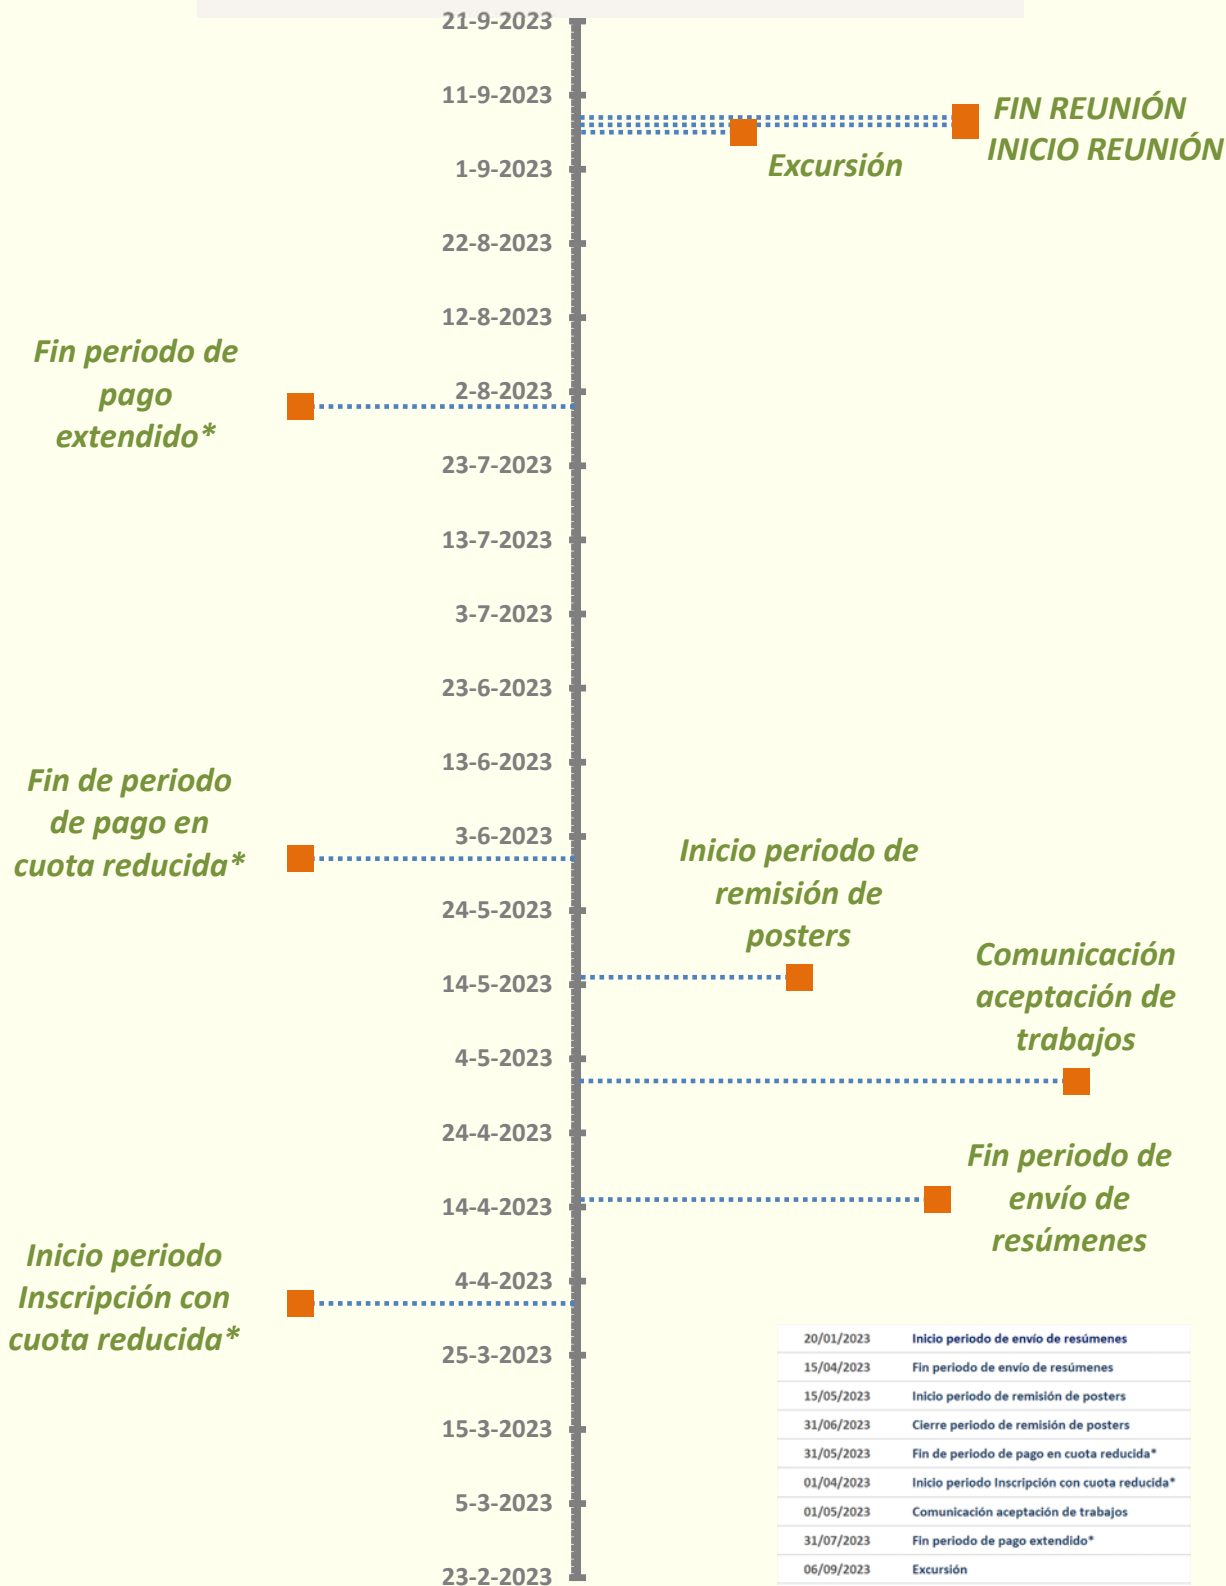 21-9-2023
11-9-2023
FIN REUNIÓN
INICIO REUNIÓN
Excursión
1-9-2023
22-8-2023
12-8-2023
Fin periodo de
pago
extendido*
2-8-2023
23-7-2023
13-7-2023
3-7-2023
23-6-2023
13-6-2023
Fin de periodo
de pago en
cuota reducida*
3-6-2023
Inicio periodo de
remisión de
posters
24-5-2023
Comunicación
aceptación de
trabajos
14-5-2023
4-5-2023
24-4-2023
Fin periodo de
envío de
resúmenes
14-4-2023
Inicio periodo
Inscripción con
cuota reducida*
4-4-2023
25-3-2023
15-3-2023
5-3-2023
23-2-2023
20/01/2023 Inicio periodo de envío de resúmenes
15/04/2023 Fin periodo de envío de resúmenes
15/05/2023 Inicio periodo de remisión de posters
31/06/2023 Cierre periodo de remisión de posters
31/05/2023 Fin de periodo de pago en cuota reducida*
01/04/2023 Inicio periodo Inscripción con cuota reducida*
01/05/2023 Comunicación aceptación de trabajos
31/07/2023 Fin periodo de pago extendido*
06/09/2023 Excursión